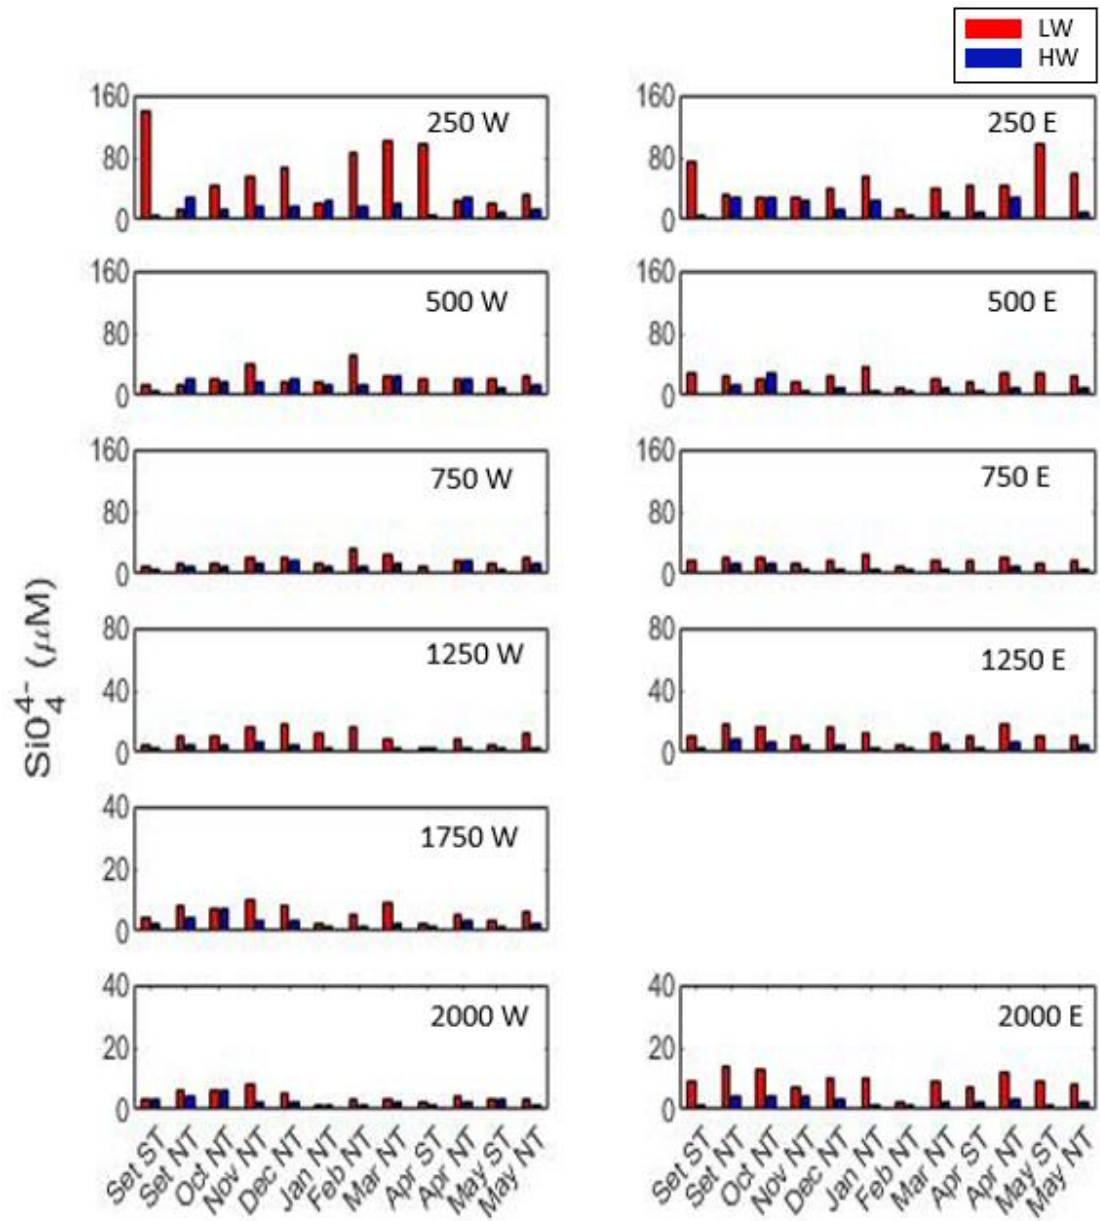 LW
HW
160
80
0
250 W
160
80
0
250 E
160
80
0
500 W
160
80
0
500 E
160
80
0
750 W
160
80
0
750 E
SiO₄⁴⁻ (μM)
80
40
0
1250 W
80
40
0
1250 E
40
20
0
1750 W
40
20
0
2000 W
Set ST
Set NT
Oct NT
Nov NT
Dec NT
Jan NT
Feb NT
Mar NT
Apr ST
Apr NT
May ST
May NT
40
20
0
2000 E
Set ST
Set NT
Oct NT
Nov NT
Dec NT
Jan NT
Feb NT
Mar NT
Apr ST
Apr NT
May ST
May NT